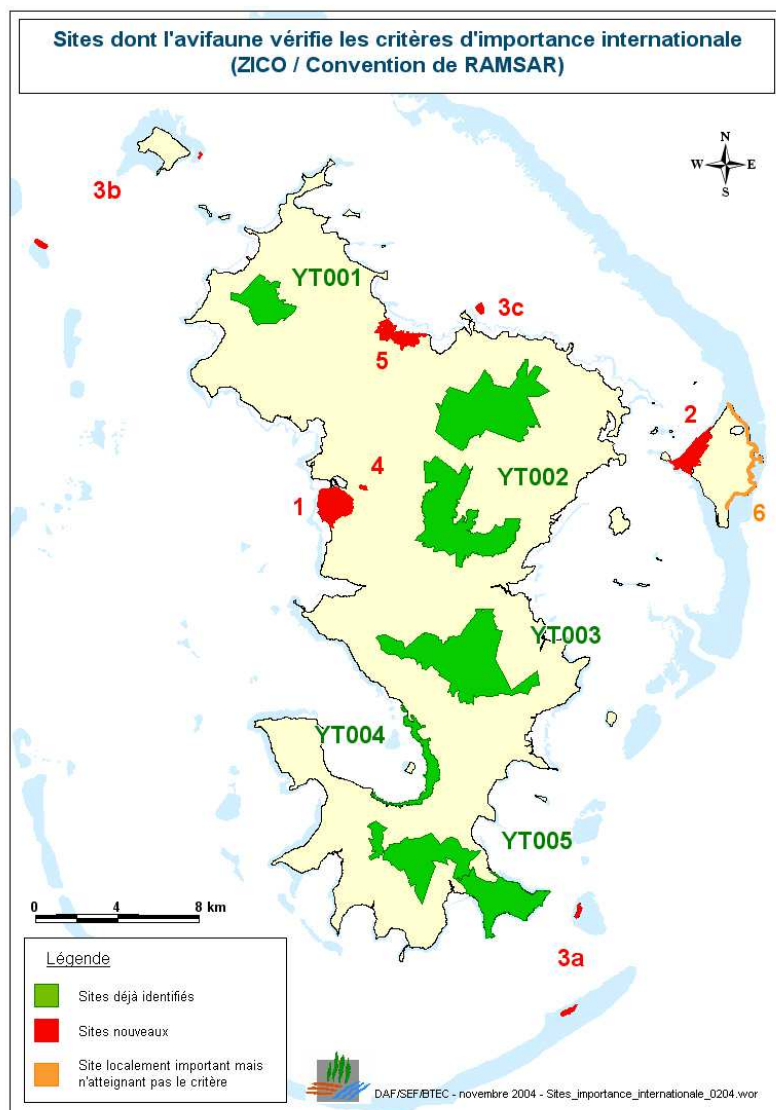 Sites dont l'avifaune vérifie les critères d'importance internationale
(ZICO / Convention de RAMSAR)
N
W E
S
3b
YT001
3c
5
2
4
YT002
1
6
YT003
YT004
YT005
0 4 8 km
3a
Légende
Sites déjà identifiés
Sites nouveaux
Site localement important mais
n'atteignant pas le critère
DAF/SEF/BTEC - novembre 2004 - Sites_importance_internationale_0204.wor